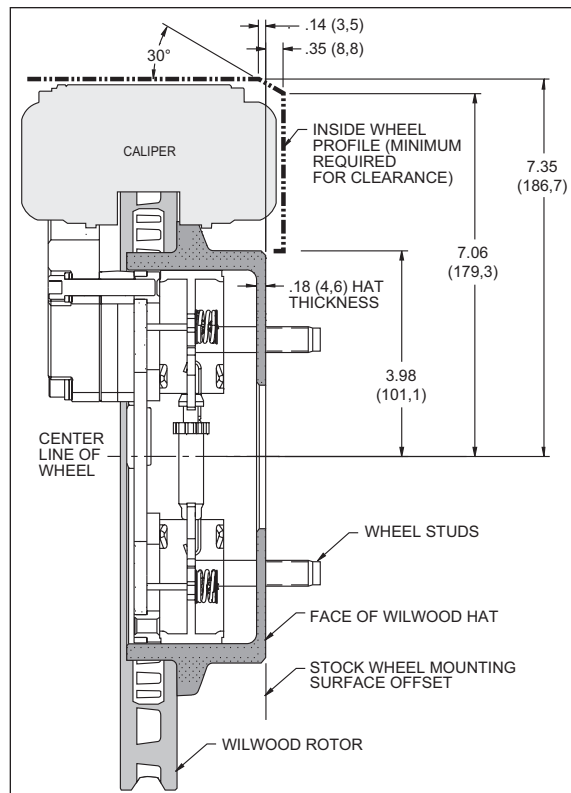 .14 (3,5)
.35 (8,8)
30°
CALIPER
INSIDE WHEEL
PROFILE (MINIMUM
REQUIRED
FOR CLEARANCE)
7.35
(186,7)
7.06
(179,3)
.18 (4,6) HAT
THICKNESS
3.98
(101,1)
CENTER
LINE OF
WHEEL
WHEEL STUDS
FACE OF WILWOOD HAT
STOCK WHEEL MOUNTING
SURFACE OFFSET
WILWOOD ROTOR